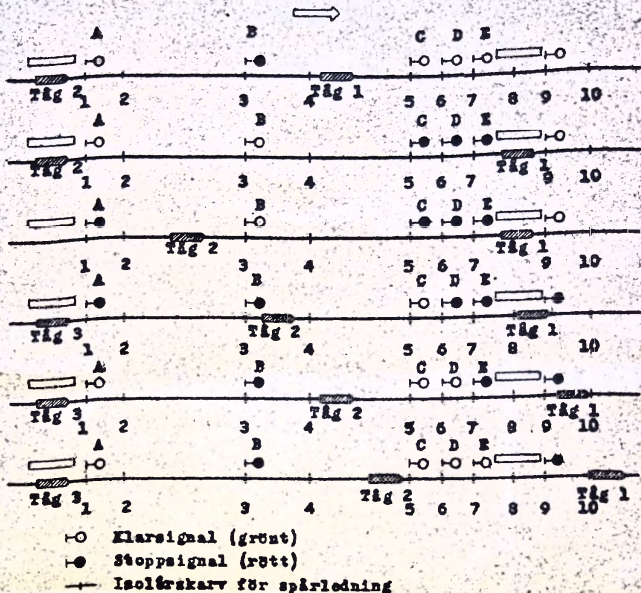 A B C D E
Tåg 2 Tåg 1
1 2 3 4 5 6 7 8 9 10
A B C D E
Tåg 2 Tåg 1
1 2 3 4 5 6 7 8 9 10
A B C D E
Tåg 2 Tåg 1
1 2 3 4 5 6 7 8 9 10
A B C D E
Tåg 3 Tåg 2 Tåg 1
1 2 3 4 5 6 7 8 9 10
A B C D E
Tåg 3 Tåg 2 Tåg 1
1 2 3 4 5 6 7 8 9 10
A B C D E
Tåg 3 Tåg 2 Tåg 1
1 2 3 4 5 6 7 8 9 10
Klarsignal (grönt)
Stoppsignal (rött)
Isolérskarv för spårledning